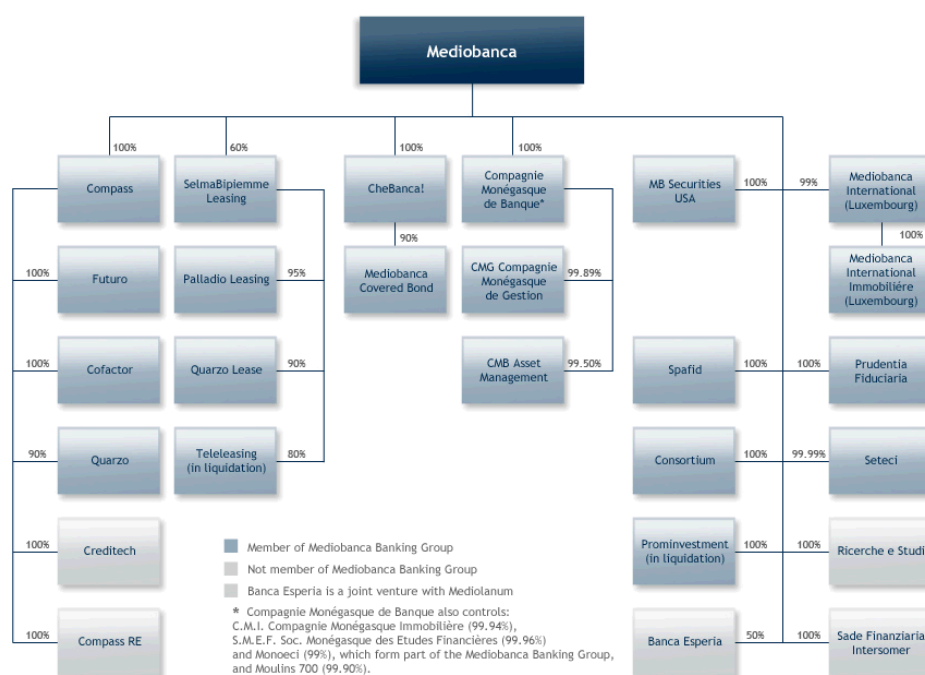 Mediobanca
100%
60%
100%
100%
Compass
SelmaBipiemme
Leasing
CheBanca!
Compagnie
Monégasque
de Banque*
MB Securities
USA
100%
99%
Mediobanca
International
(Luxembourg)
90%
100%
100%
Futuro
Palladio Leasing
95%
Mediobanca
Covered Bond
CMG Compagnie
Monégasque
de Gestion
99.89%
Mediobanca
International
Immobiliére
(Luxembourg)
100%
Cofactor
Quarzo Lease
90%
CMB Asset
Management
99.50%
Spafid
100%
100%
Prudentia
Fiduciaria
90%
Quarzo
Teleleasing
(in liquidation)
80%
Consortium
100%
99.99%
Seteci
100%
Creditech
Prominvestment
(in liquidation)
100%
100%
Ricerche e Studi
100%
Compass RE
Banca Esperia
50%
100%
Sade Finanziaria
Intersomer
Member of Mediobanca Banking Group
Not member of Mediobanca Banking Group
Banca Esperia is a joint venture with Mediolanum
* Compagnie Monégasque de Banque also controls:
C.M.I. Compagnie Monégasque Immobilière (99.94%),
S.M.E.F. Soc. Monégasque des Etudes Financières (99.96%)
and Monoeci (99%), which form part of the Mediobanca Banking Group,
and Moulins 700 (99.90%).